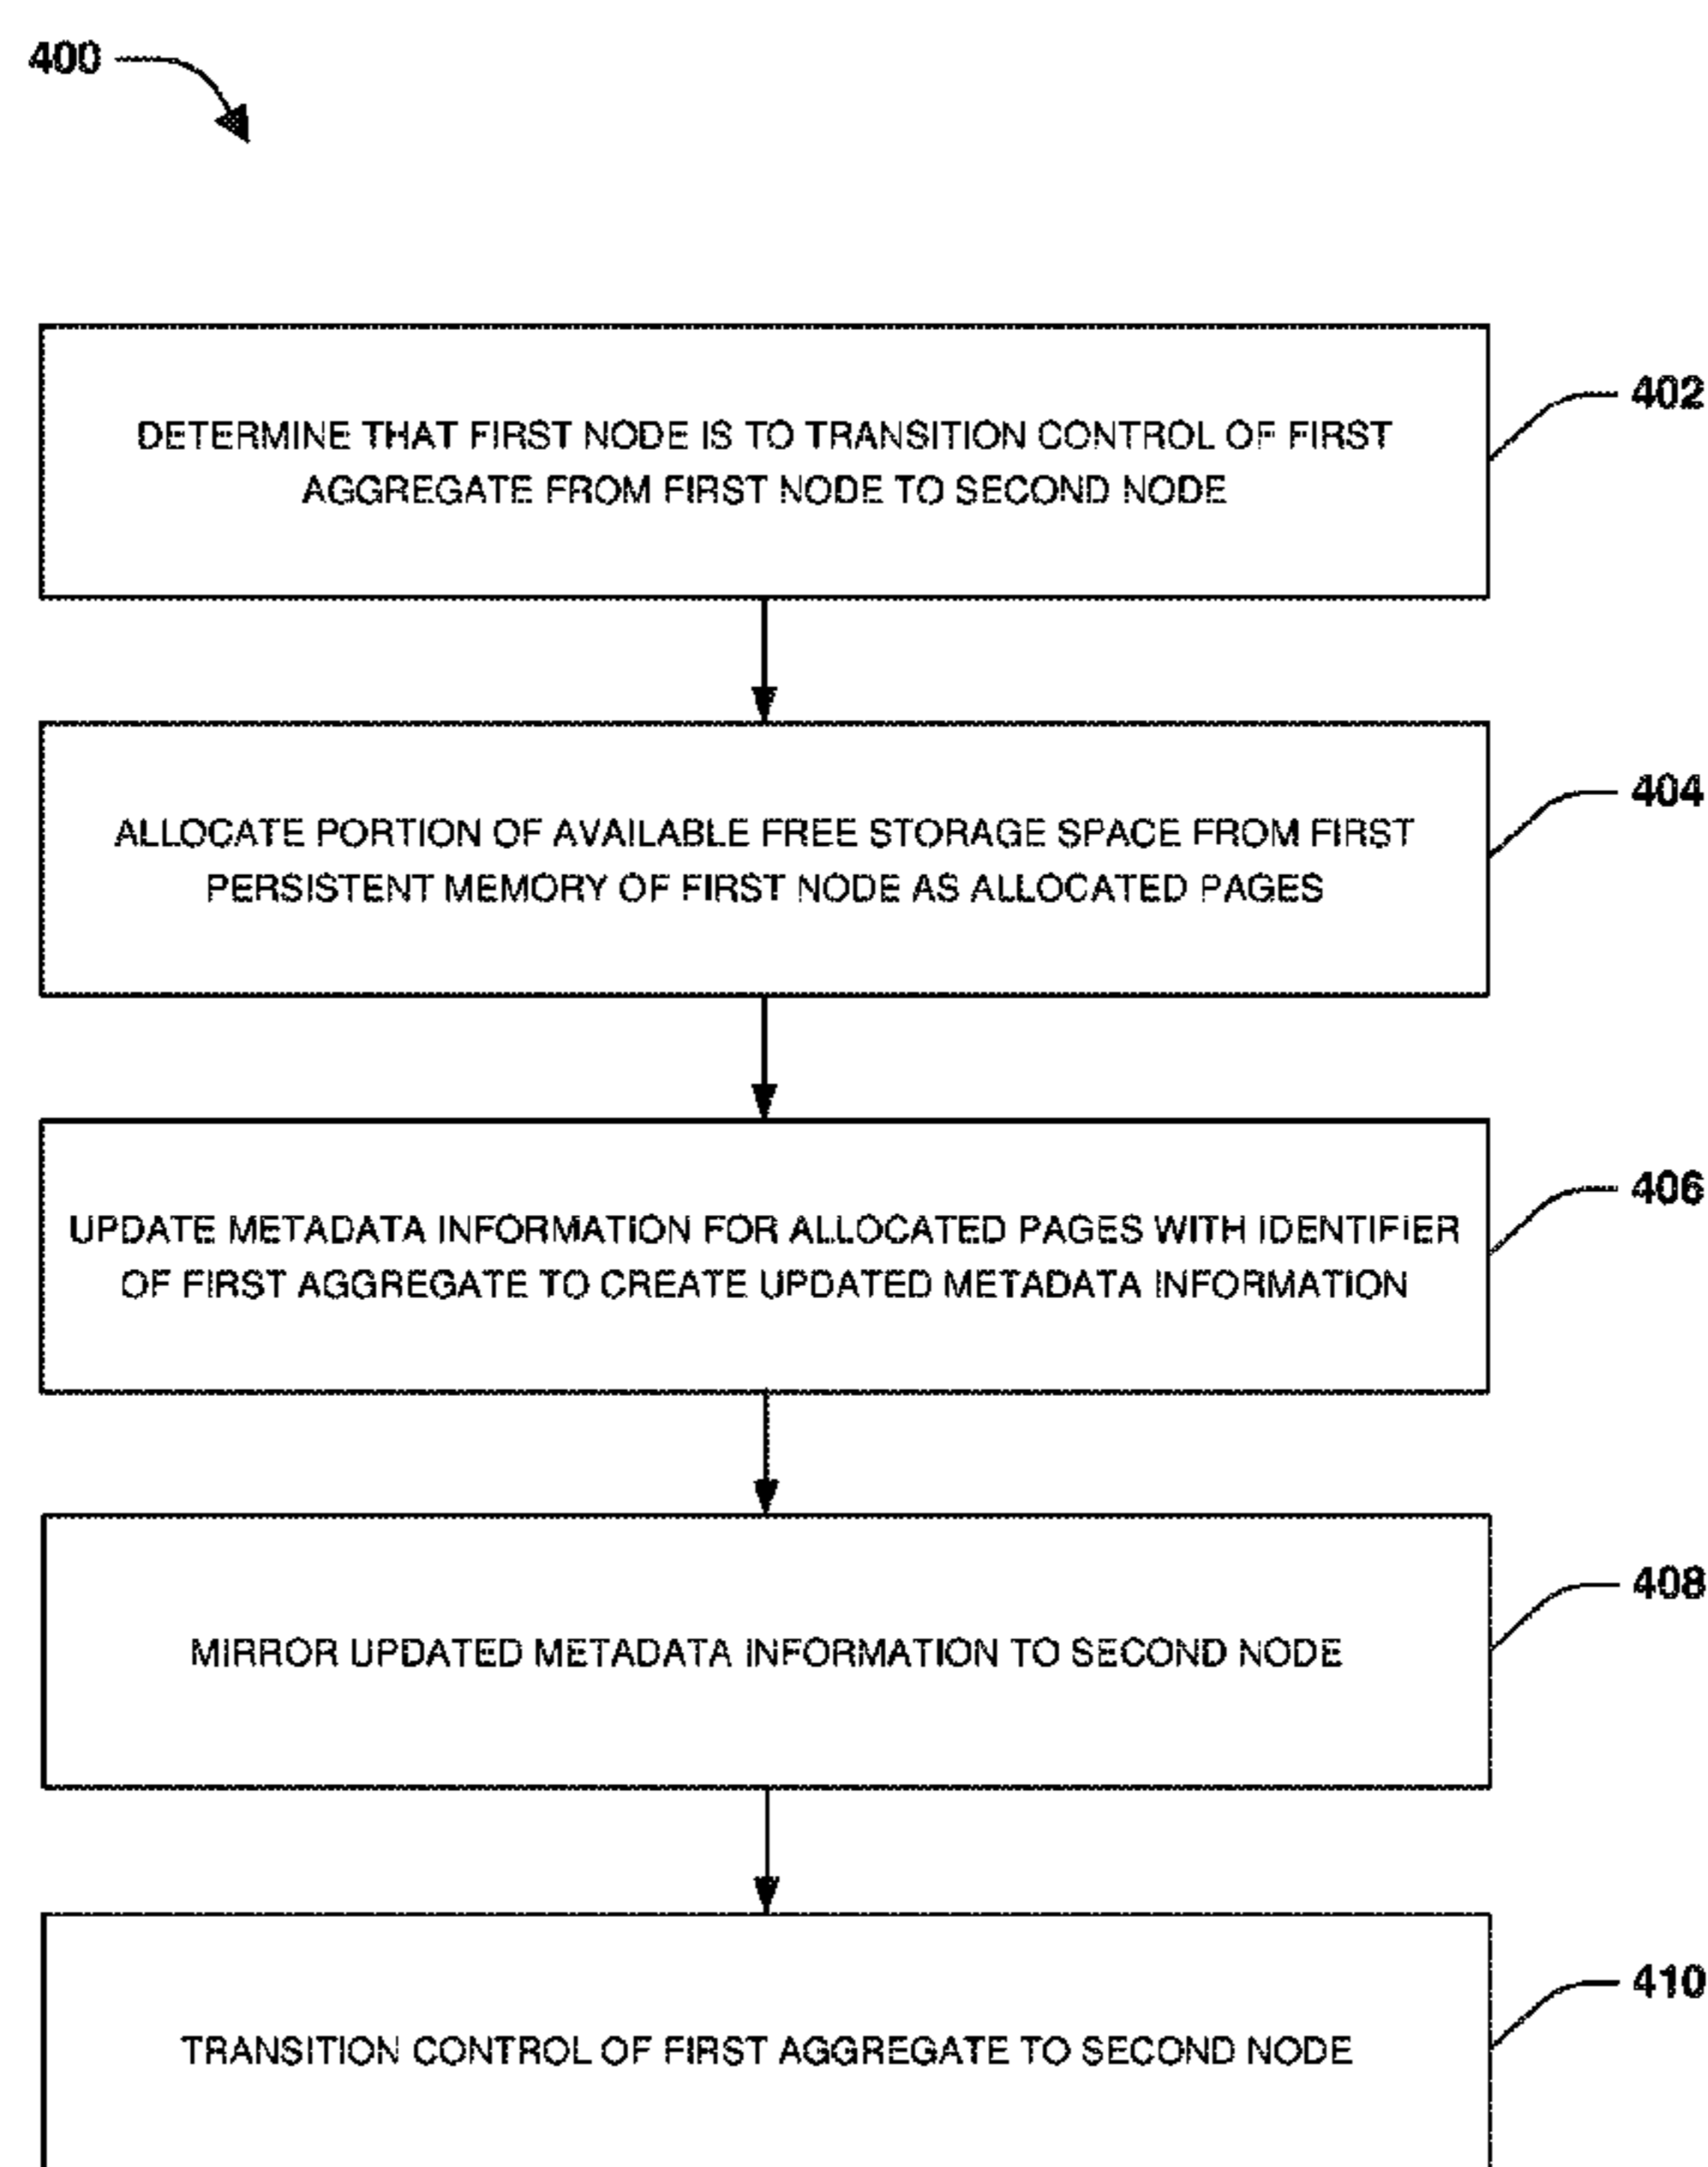 400
DETERMINE THAT FIRST NODE IS TO TRANSITION CONTROL OF FIRST
AGGREGATE FROM FIRST NODE TO SECOND NODE
402
ALLOCATE PORTION OF AVAILABLE FREE STORAGE SPACE FROM FIRST
PERSISTENT MEMORY OF FIRST NODE AS ALLOCATED PAGES
404
UPDATE METADATA INFORMATION FOR ALLOCATED PAGES WITH IDENTIFIER
OF FIRST AGGREGATE TO CREATE UPDATED METADATA INFORMATION
406
MIRROR UPDATED METADATA INFORMATION TO SECOND NODE
408
TRANSITION CONTROL OF FIRST AGGREGATE TO SECOND NODE
410